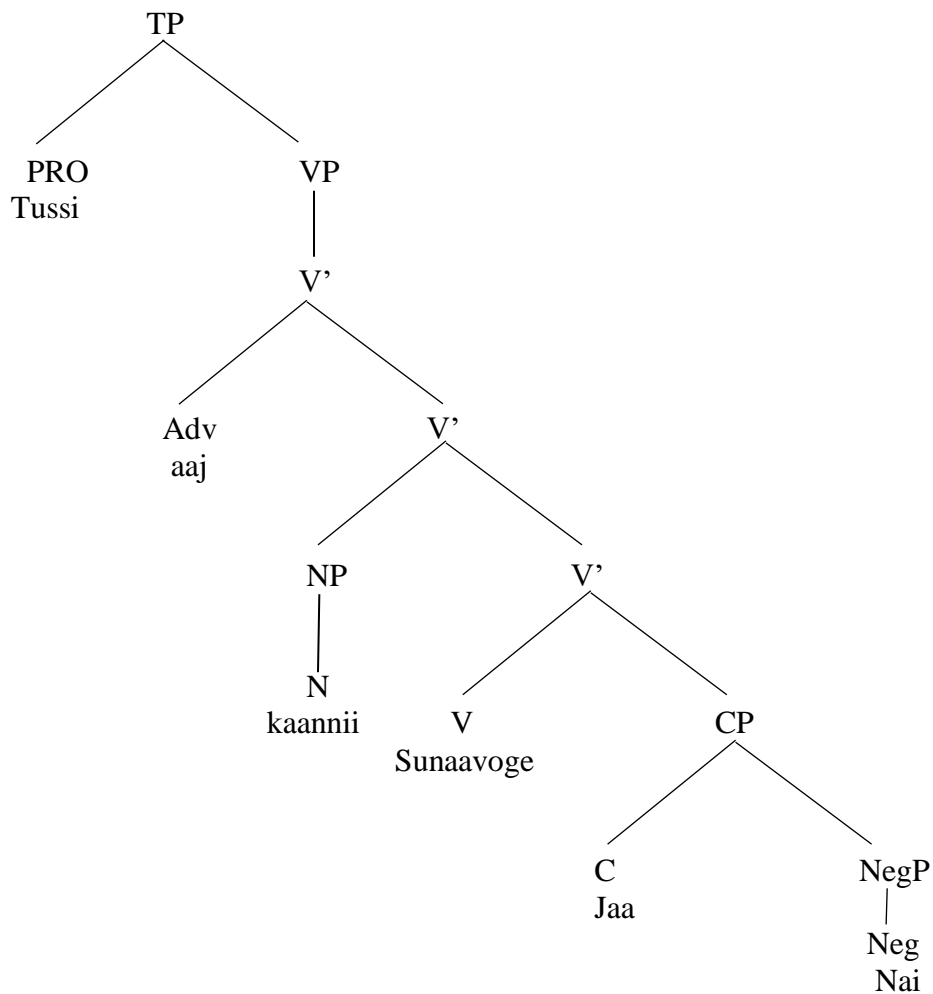 TP
PRO VP
Tussi
V’
Adv V’
aaj
NP V’
N V CP
kaannii Sunaavoge
C NegP
Jaa
Neg
Nai